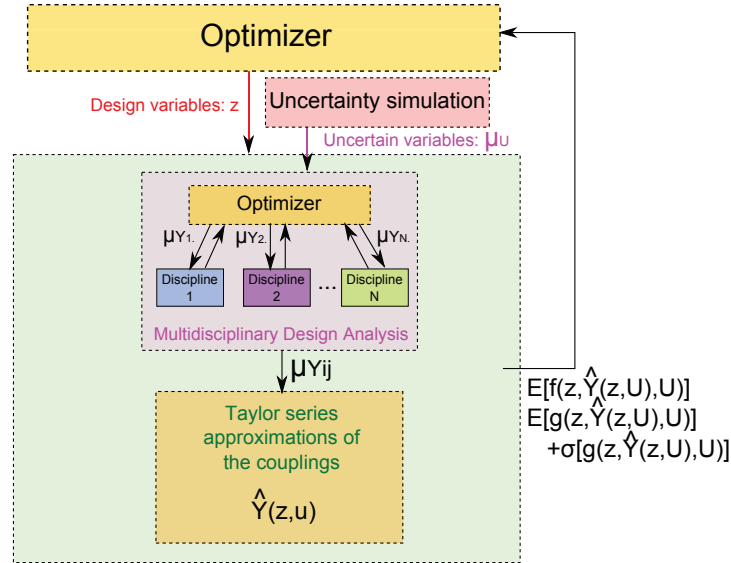 Optimizer
Design variables: z
Uncertainty simulation
Uncertain variables: μU
Optimizer
μY1.
μY2.
μYN.
Discipline
1
Discipline
2
...
Discipline
N
Multidisciplinary Design Analysis
μYij
Taylor series
approximations of
the couplings
Ŷ(z,u)
E[f(z,Ŷ(z,U),U)]
E[g(z,Ŷ(z,U),U)]
+σ[g(z,Ŷ(z,U),U)]